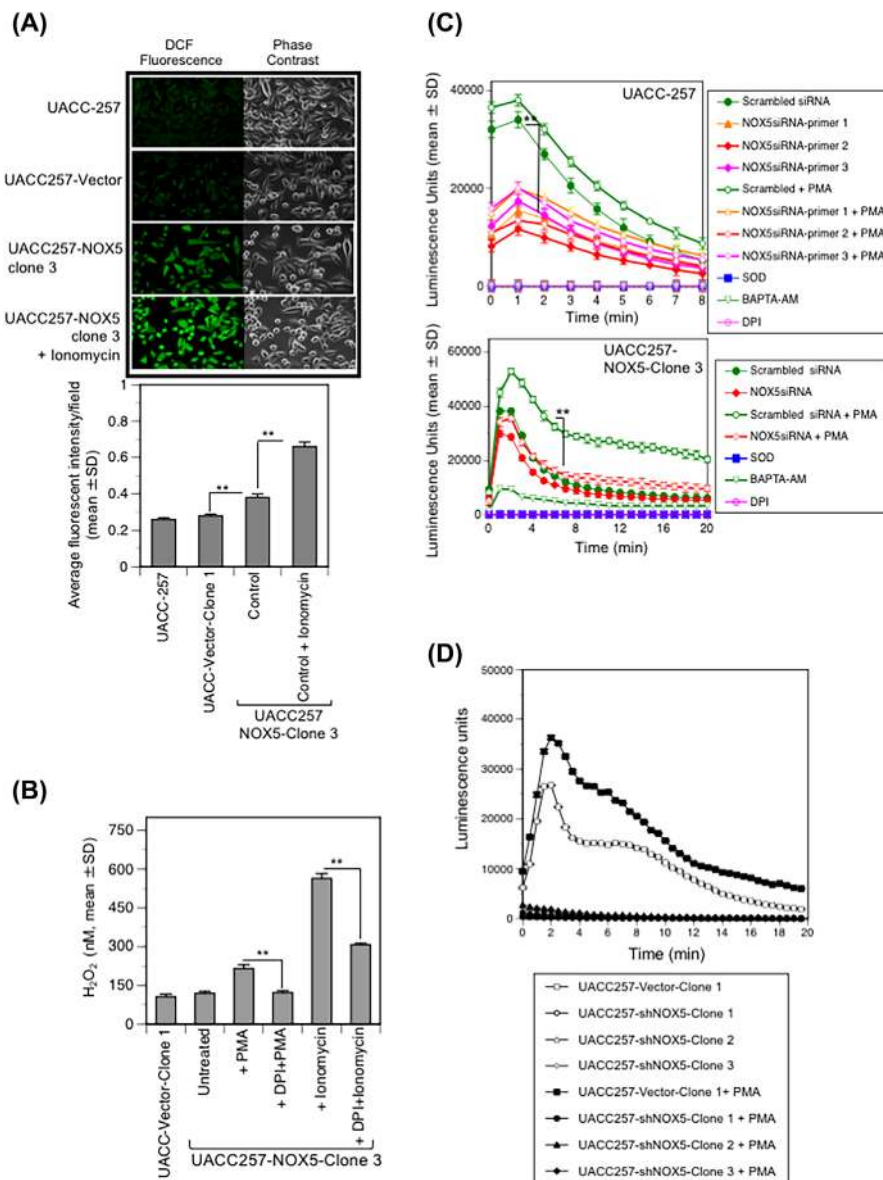 (A)
DCF
Fluorescence
Phase
Contrast
UACC-257
UACC257-Vector
UACC257-NOX5
clone 3
UACC257-NOX5
clone 3
+ Ionomycin
Average fluorescent intensity/field
(mean ±SD)
1
0.8
0.6
0.4
0.2
0
**
**
UACC-257
UACC-Vector-Clone 1
Control
Control + Ionomycin
UACC257
NOX5-Clone 3
(B)
H₂O₂ (nM, mean ±SD)
750
600
450
300
150
0
**
**
UACC-Vector-Clone 1
Untreated
+ PMA
+ DPI+PMA
+ Ionomycin
+ DPI+Ionomycin
UACC257-NOX5-Clone 3
(C)
UACC-257
Luminescence Units (mean ± SD)
40000
20000
0
**
0 1 2 3 4 5 6 7 8
Time (min)
Scrambled siRNA
NOX5siRNA-primer 1
NOX5siRNA-primer 2
NOX5siRNA-primer 3
Scrambled + PMA
NOX5siRNA-primer 1 + PMA
NOX5siRNA-primer 2 + PMA
NOX5siRNA-primer 3 + PMA
SOD
BAPTA-AM
DPI
UACC257-
NOX5-Clone 3
Luminescence Units (mean ± SD)
60000
40000
20000
0
**
0 4 8 12 16 20
Time (min)
Scrambled siRNA
NOX5siRNA
Scrambled siRNA + PMA
NOX5siRNA + PMA
SOD
BAPTA-AM
DPI
(D)
Luminescence units
50000
40000
30000
20000
10000
0
0 2 4 6 8 10 12 14 16 18 20
Time (min)
UACC257-Vector-Clone 1
UACC257-shNOX5-Clone 1
UACC257-shNOX5-Clone 2
UACC257-shNOX5-Clone 3
UACC257-Vector-Clone 1+ PMA
UACC257-shNOX5-Clone 1 + PMA
UACC257-shNOX5-Clone 2 + PMA
UACC257-shNOX5-Clone 3 + PMA